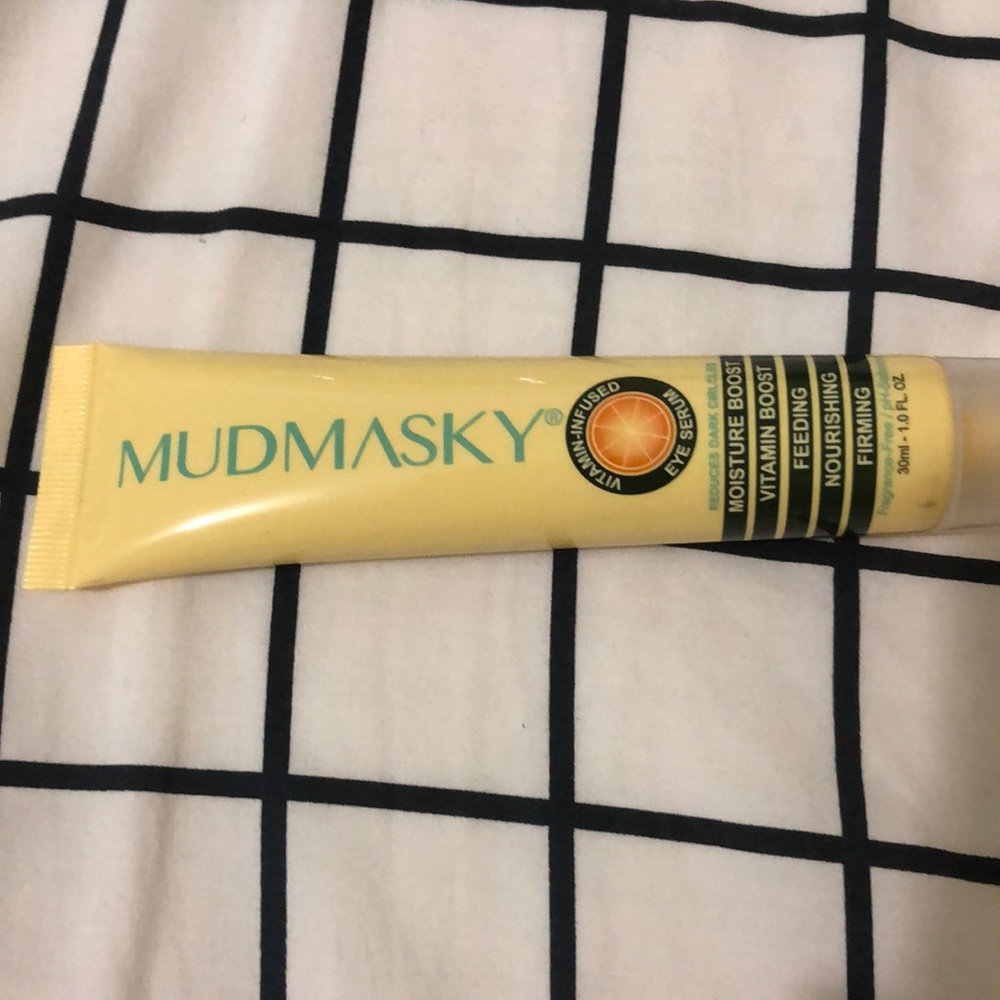 MUDMASKY®
VITAMIN-INFUSED
EYE SERUM
REDUCES DARK CIRCLES
MOISTURE BOOST
VITAMIN BOOST
FEEDING
NOURISHING
FIRMING
Fragrance-Free /
30ml - 1.0 FL. OZ.